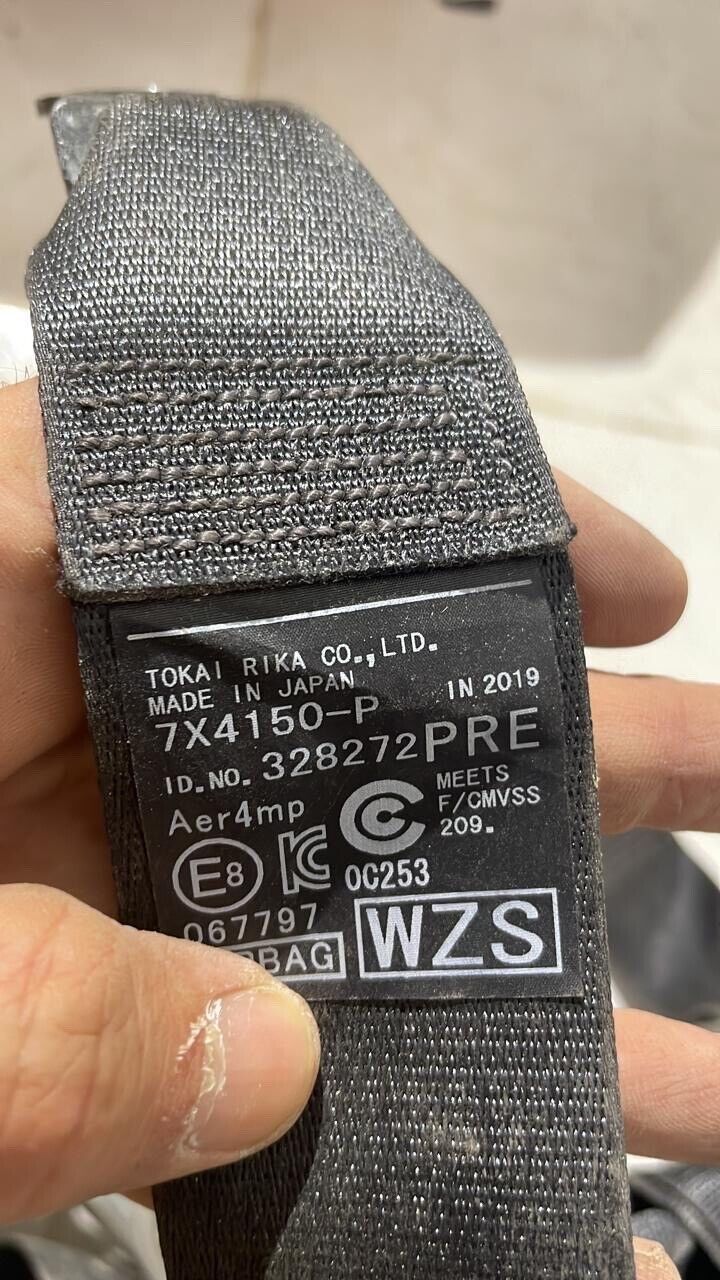 TOKAI RIKA CO.,LTD.
MADE IN JAPAN IN 2019
7X4150-P
ID.NO. 328272PRE
Aer4mp
MEETS
F/CMVSS
209.
E8 KC C
0C253
067797
WZS